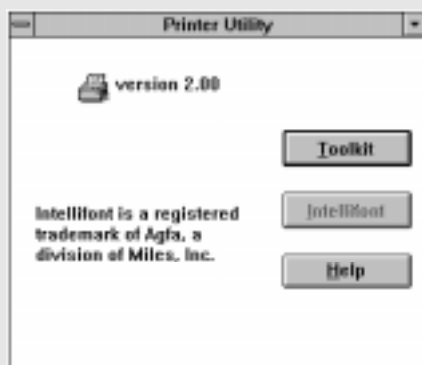 Printer Utility
version 2.00
Toolkit
Intellifont is a registered
trademark of Agfa, a
division of Miles, Inc.
Intellifont
Help